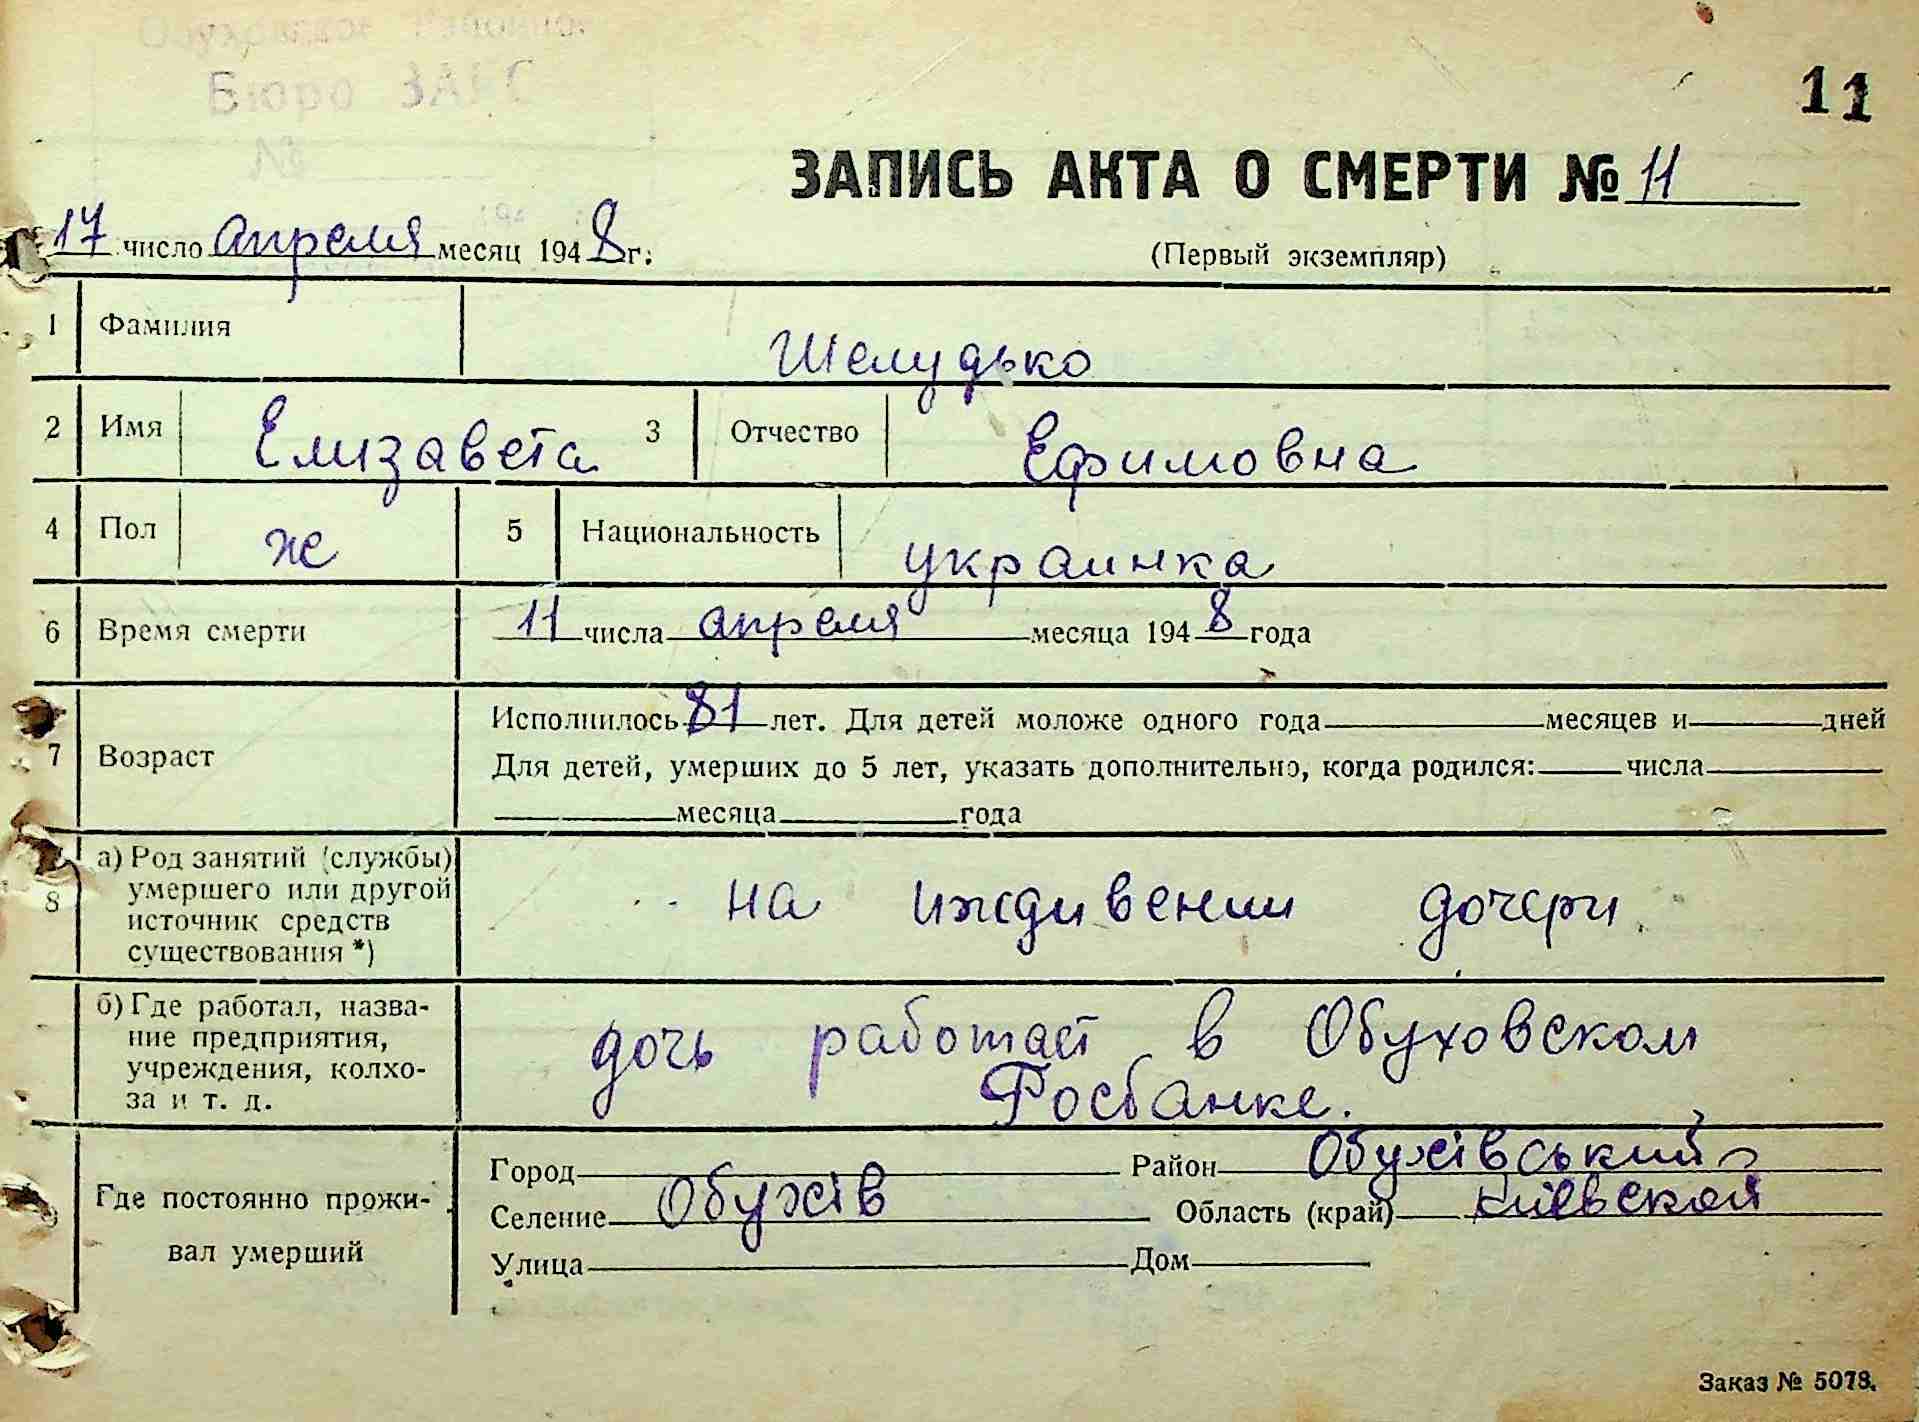 Бюро ЗАГС
№
11
ЗАПИСЬ АКТА О СМЕРТИ № 11
17 число апреля месяц 1948 г.
(Первый экземпляр)
1 Фамилия Шелудько
2 Имя Елизавета 3 Отчество Ефимовна
4 Пол ж 5 Национальность украинка
6 Время смерти 11 числа апреля месяца 1948 года
7 Возраст
Исполнилось 81 лет. Для детей моложе одного года месяцев и дней
Для детей, умерших до 5 лет, указать дополнительно, когда родился: числа
месяца года
8
а) Род занятий (службы)
умершего или другой
источник средств
существования *)
на иждивении дочери
б) Где работал, назва-
ние предприятия,
учреждения, колхо-
за и т. д.
дочь работает в Обуховском
Госбанке.
Где постоянно прожи-
вал умерший
Город Район Обухівський
Селение Обухів Область (край) Киевской
Улица Дом
Заказ № 5078.